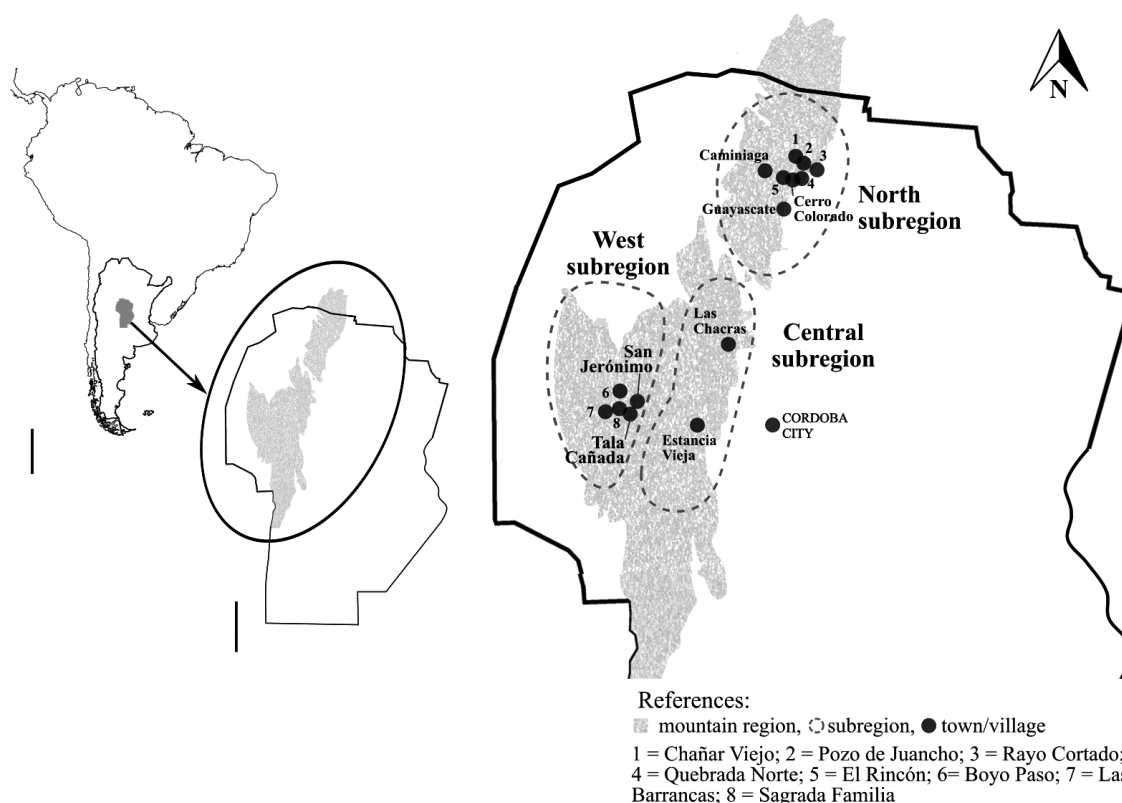 N
1
2
3
Caminiaga
5
4
Guayascate
Cerro
Colorado
North
subregion
West
subregion
Las
Chacras
Central
subregion
San
Jerónimo
6
7
8
Tala
Cañada
Estancia
Vieja
CORDOBA
CITY
References:
mountain region, subregion, town/village
1 = Chañar Viejo; 2 = Pozo de Juancho; 3 = Rayo Cortado;
4 = Quebrada Norte; 5 = El Rincón; 6= Boyo Paso; 7 = Las
Barrancas; 8 = Sagrada Familia